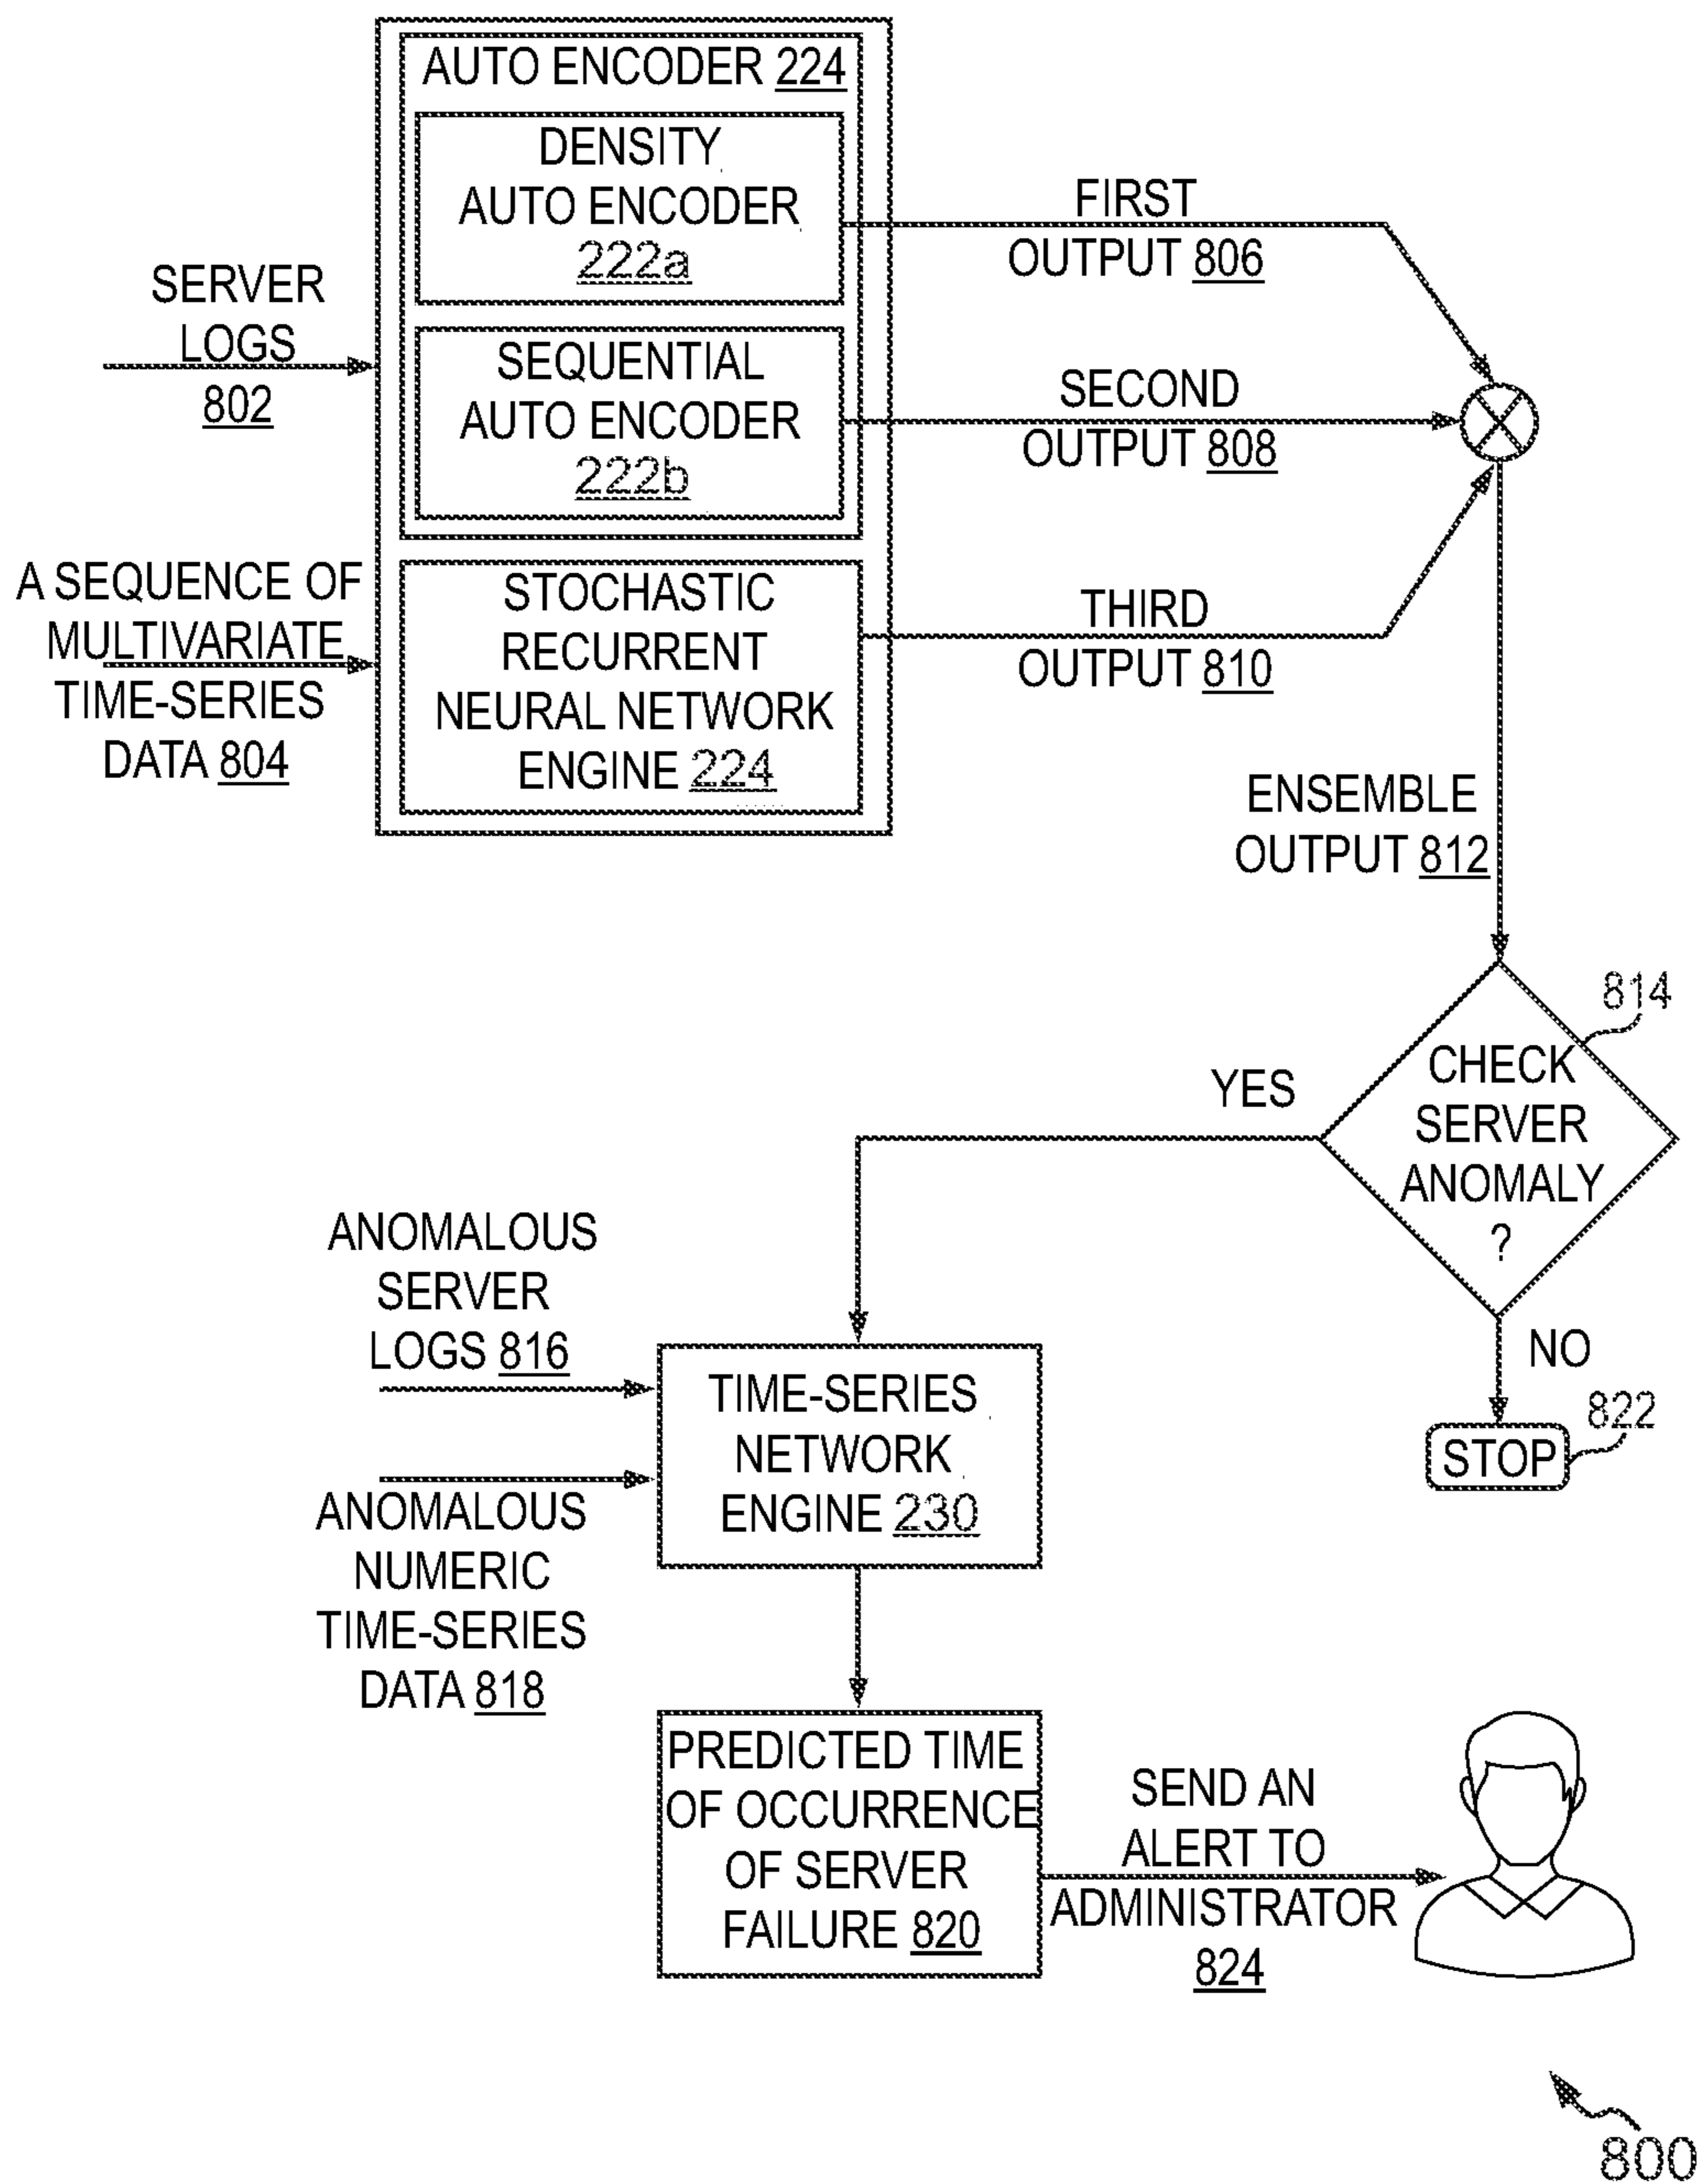 AUTO ENCODER 224
DENSITY
AUTO ENCODER
222a
SEQUENTIAL
AUTO ENCODER
222b
STOCHASTIC
RECURRENT
NEURAL NETWORK
ENGINE 224
SERVER
LOGS
802
A SEQUENCE OF
MULTIVARIATE
TIME-SERIES
DATA 804
FIRST
OUTPUT 806
SECOND
OUTPUT 808
THIRD
OUTPUT 810
ENSEMBLE
OUTPUT 812
814
CHECK
SERVER
ANOMALY
?
YES
NO
822
STOP
ANOMALOUS
SERVER
LOGS 816
ANOMALOUS
NUMERIC
TIME-SERIES
DATA 818
TIME-SERIES
NETWORK
ENGINE 230
PREDICTED TIME
OF OCCURRENCE
OF SERVER
FAILURE 820
SEND AN
ALERT TO
ADMINISTRATOR
824
800